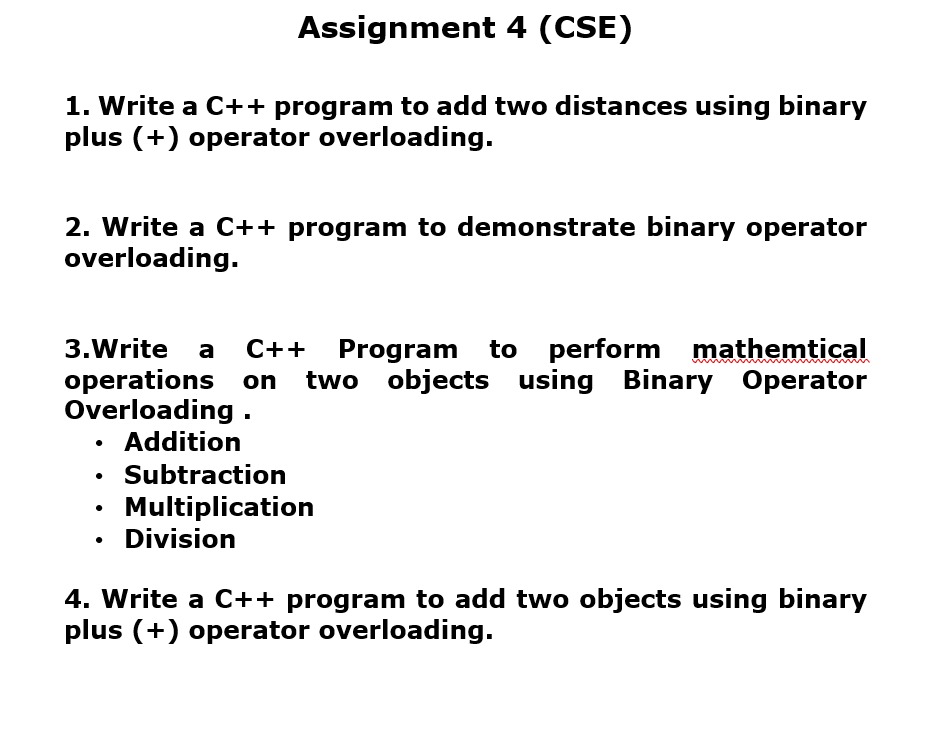 Assignment 4 (CSE)
1. Write a C++ program to add two distances using binary
plus (+) operator overloading.
2. Write a C++ program to demonstrate binary operator
overloading.
3.Write a C++ Program to perform mathemtical
operations on two objects using Binary Operator
Overloading .
• Addition
• Subtraction
• Multiplication
• Division
4. Write a C++ program to add two objects using binary
plus (+) operator overloading.